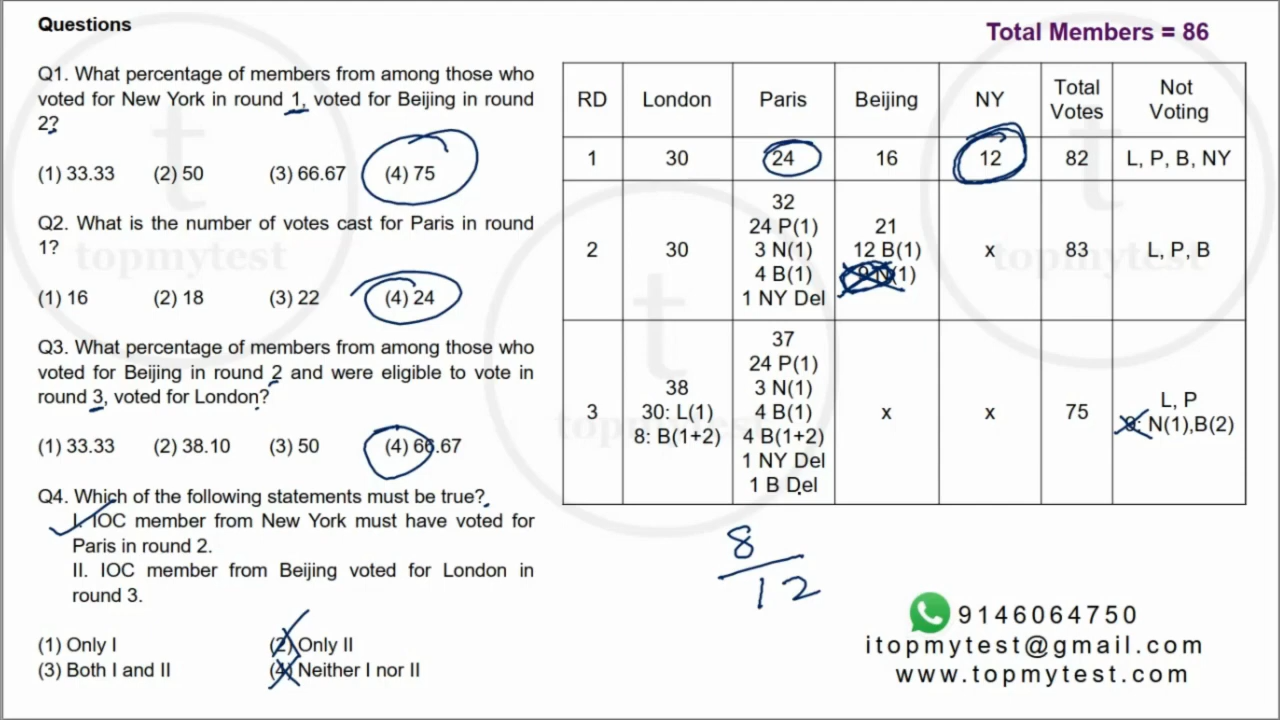 Questions
Total Members = 86
Q1. What percentage of members from among those who
voted for New York in round 1, voted for Beijing in round
2?
(1) 33.33 (2) 50 (3) 66.67 (4) 75
Q2. What is the number of votes cast for Paris in round
1?
(1) 16 (2) 18 (3) 22 (4) 24
Q3. What percentage of members from among those who
voted for Beijing in round 2 and were eligible to vote in
round 3, voted for London?
(1) 33.33 (2) 38.10 (3) 50 (4) 66.67
Q4. Which of the following statements must be true?
I. IOC member from New York must have voted for
Paris in round 2.
II. IOC member from Beijing voted for London in
round 3.
(1) Only I (2) Only II
(3) Both I and II (4) Neither I nor II
RD London Paris Beijing NY Total Votes Not Voting
1 30 24 16 12 82 L, P, B, NY
32
24 P(1) 21
2 30 3 N(1) 12 B(1) x 83 L, P, B
4 B(1) 9 N(1)
1 NY Del
37
24 P(1)
38 3 N(1) L, P
3 30: L(1) 4 B(1) x x 75 N(1),B(2)
8: B(1+2) 4 B(1+2)
1 NY Del
1 B Del
8
12
9146064750
itopmytest@gmail.com
www.topmytest.com
t
topmytest
t
topmytest
t
topmytest